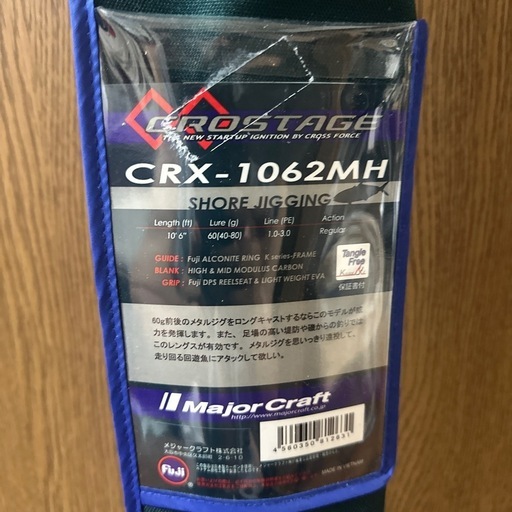 CROSTAGE
THE NEW STARTUP IGNITION BY CROSS FORCE
CRX-1062MH
SHORE JIGGING
Length (ft) Lure (g) Line (PE) Action
10' 6" 60(40-80) 1.0-3.0 Regular
GUIDE : Fuji ALCONITE RING K series-FRAME
BLANK : HIGH & MID MODULUS CARBON
GRIP : Fuji DPS REELSEAT & LIGHT WEIGHT EVA
Tangle
Free
保証書付
60g前後のメタルジグをロングキャストするならこのモデルが威
力を発揮します。また、足場の高い堤防や磯からの釣りでは
このレングスが有効です。メタルジグを思いっきり遠投して、
走り回る回遊魚にアタックして欲しい。
Major Craft
http://www.majorcraft.co.jp
メジャークラフト株式会社
4 560350 812631
Fuji
MADE IN VIETNAM